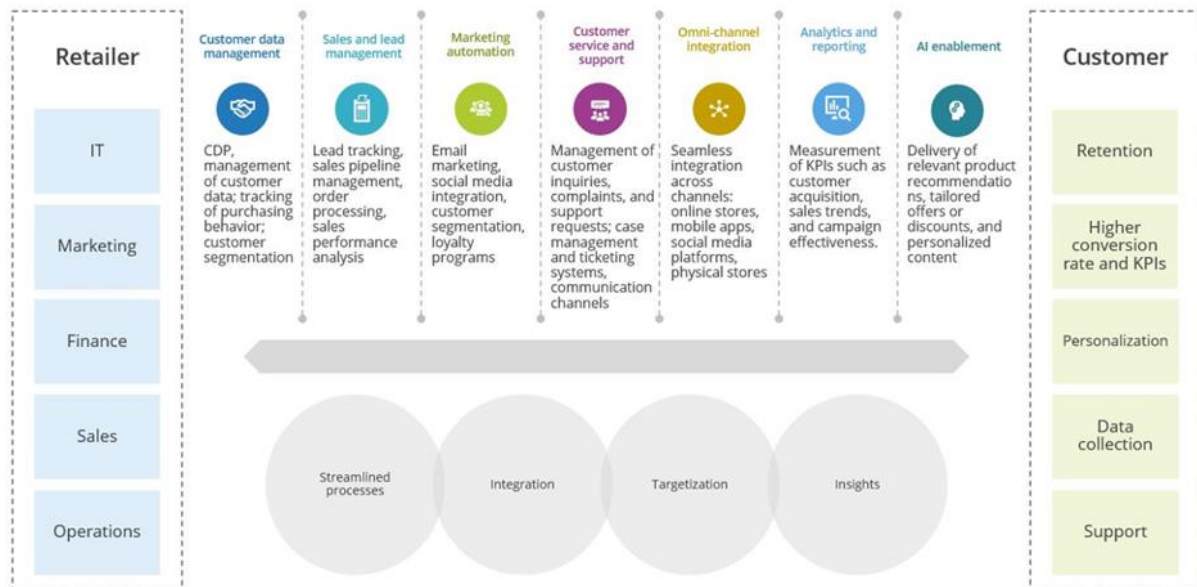 Retailer
IT
Marketing
Finance
Sales
Operations
Customer data
management
CDP,
management
of customer
data; tracking
of purchasing
behavior;
customer
segmentation
Sales and lead
management
Lead tracking,
sales pipeline
management,
order
processing,
sales
performance
analysis
Marketing
automation
Email
marketing,
social media
integration,
customer
segmentation,
loyalty
programs
Customer
service and
support
Management of
customer
inquiries,
complaints, and
support
requests; case
management
and ticketing
systems,
communication
channels
Omni-channel
integration
Seamless
integration
across
channels:
online stores,
mobile apps,
social media
platforms,
physical stores
Analytics and
reporting
Measurement
of KPIs such as
customer
acquisition,
sales trends,
and campaign
effectiveness.
AI enablement
Delivery of
relevant product
recommendatio
ns, tailored
offers or
discounts, and
personalized
content
Streamlined
processes
Integration
Targetization
Insights
Customer
Retention
Higher
conversion
rate and KPIs
Personalization
Data
collection
Support